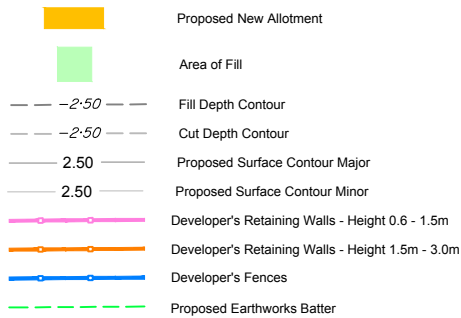 Proposed New Allotment
Area of Fill
-2.50 Fill Depth Contour
-2.50 Cut Depth Contour
2.50 Proposed Surface Contour Major
2.50 Proposed Surface Contour Minor
Developer's Retaining Walls - Height 0.6 - 1.5m
Developer's Retaining Walls - Height 1.5m - 3.0m
Developer's Fences
Proposed Earthworks Batter